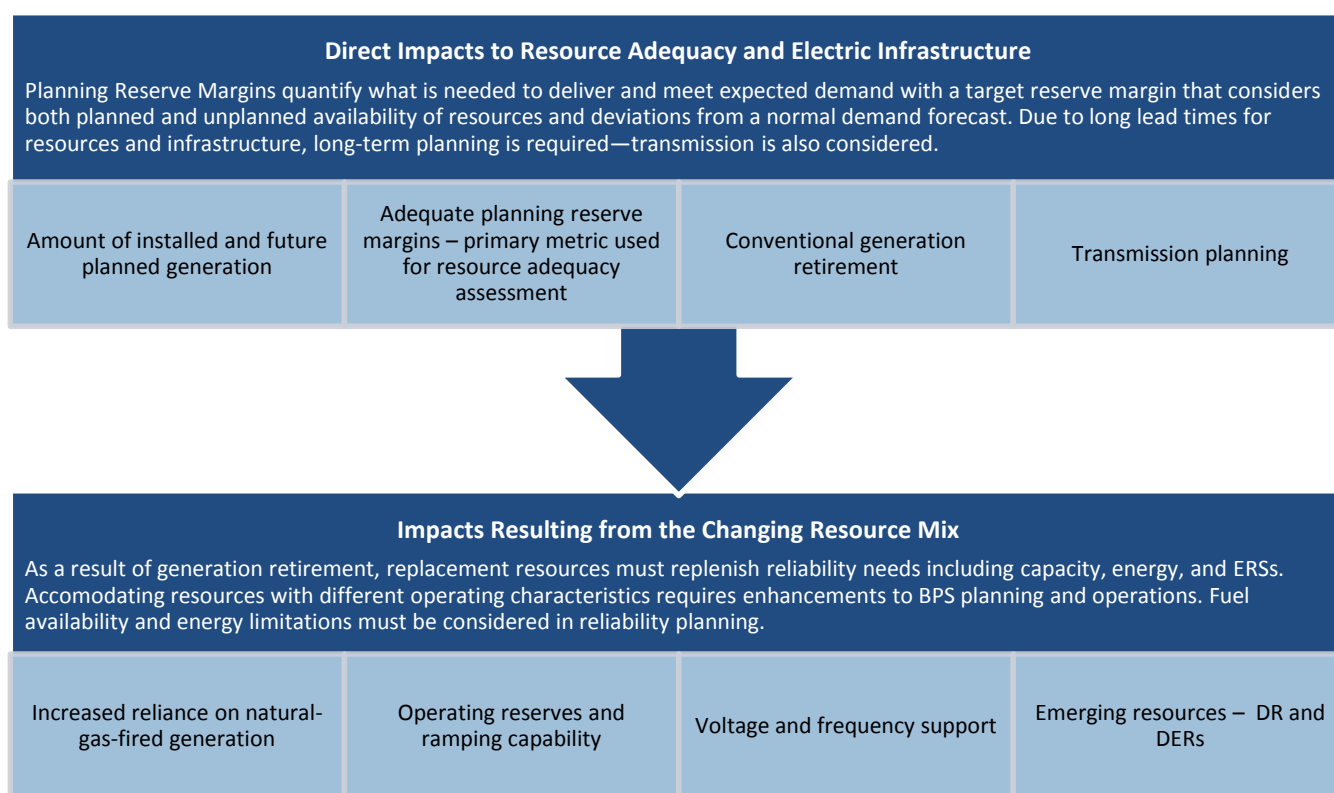 Direct Impacts to Resource Adequacy and Electric Infrastructure
Planning Reserve Margins quantify what is needed to deliver and meet expected demand with a target reserve margin that considers
both planned and unplanned availability of resources and deviations from a normal demand forecast. Due to long lead times for
resources and infrastructure, long-term planning is required—transmission is also considered.
Amount of installed and future
planned generation
Adequate planning reserve
margins – primary metric used
for resource adequacy
assessment
Conventional generation
retirement
Transmission planning
Impacts Resulting from the Changing Resource Mix
As a result of generation retirement, replacement resources must replenish reliability needs including capacity, energy, and ERSs.
Accomodating resources with different operating characteristics requires enhancements to BPS planning and operations. Fuel
availability and energy limitations must be considered in reliability planning.
Increased reliance on natural-
gas-fired generation
Operating reserves and
ramping capability
Voltage and frequency support
Emerging resources – DR and
DERs